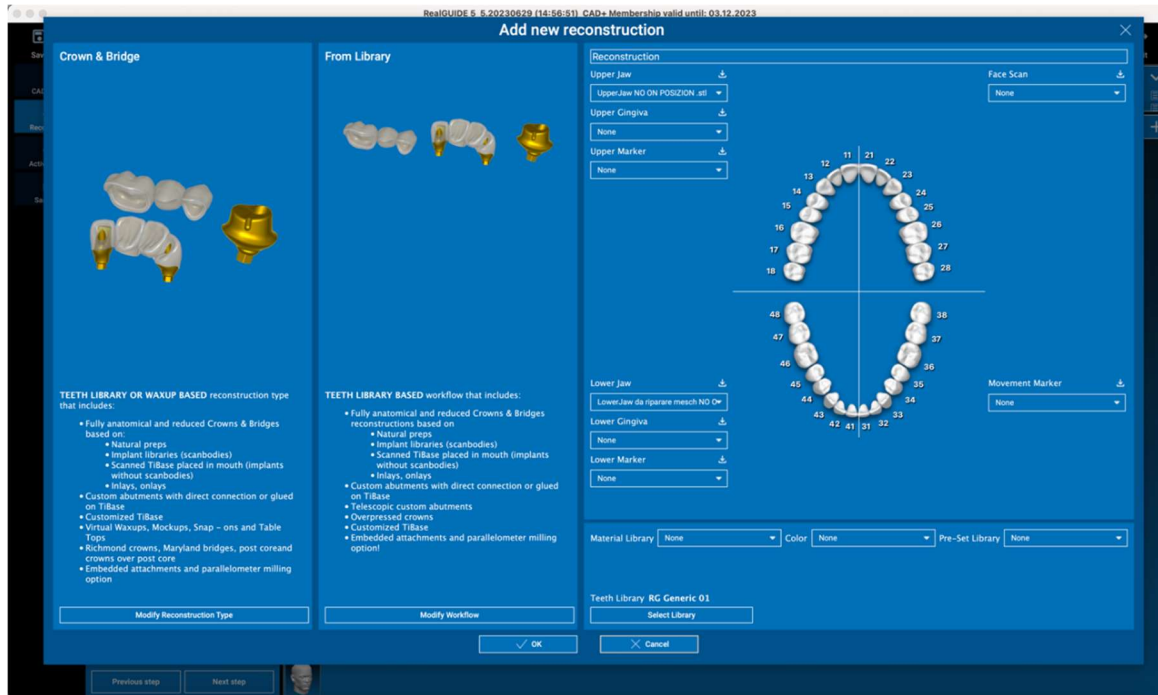 RealGUIDE 5 5.20230629 (14:56:51) CAD+ Membership valid until: 03.12.2023
Add new reconstruction
Crown & Bridge
TEETH LIBRARY OR WAXUP BASED reconstruction type
that includes:
• Fully anatomical and reduced Crowns & Bridges
based on:
• Natural preps
• Implant libraries (scanbodies)
• Scanned TiBase placed in mouth (implants
without scanbodies)
• Inlays, onlays
• Custom abutments with direct connection or glued
on TiBase
• Customized TiBase
• Virtual Waxups, Mockups, Snap – ons and Table
Tops
• Richmond crowns, Maryland bridges, post coreand
crowns over post core
• Embedded attachments and parallelometer milling
option
Modify Reconstruction Type
From Library
TEETH LIBRARY BASED workflow that includes:
• Fully anatomical and reduced Crowns & Bridges
reconstructions based on
• Natural preps
• Implant libraries (scanbodies)
• Scanned TiBase placed in mouth (implants
without scanbodies)
• Inlays, onlays
• Custom abutments with direct connection or glued
on TiBase
• Telescopic custom abutments
• Overpressed crowns
• Customized TiBase
• Embedded attachments and parallelometer milling
option!
Modify Workflow
Reconstruction
Upper Jaw
UpperJaw NO ON POSIZION .stl
Upper Gingiva
None
Upper Marker
None
Face Scan
None
11 21
12 22
13 23
14 24
15 25
16 26
17 27
18 28
48 38
47 37
46 36
45 35
44 34
43 33
42 41 31 32
Lower Jaw
LowerJaw da riparare mesch NO
Lower Gingiva
None
Lower Marker
None
Movement Marker
None
Material Library None Color None Pre-Set Library None
Teeth Library RG Generic 01
Select Library
OK Cancel
Previous step Next step